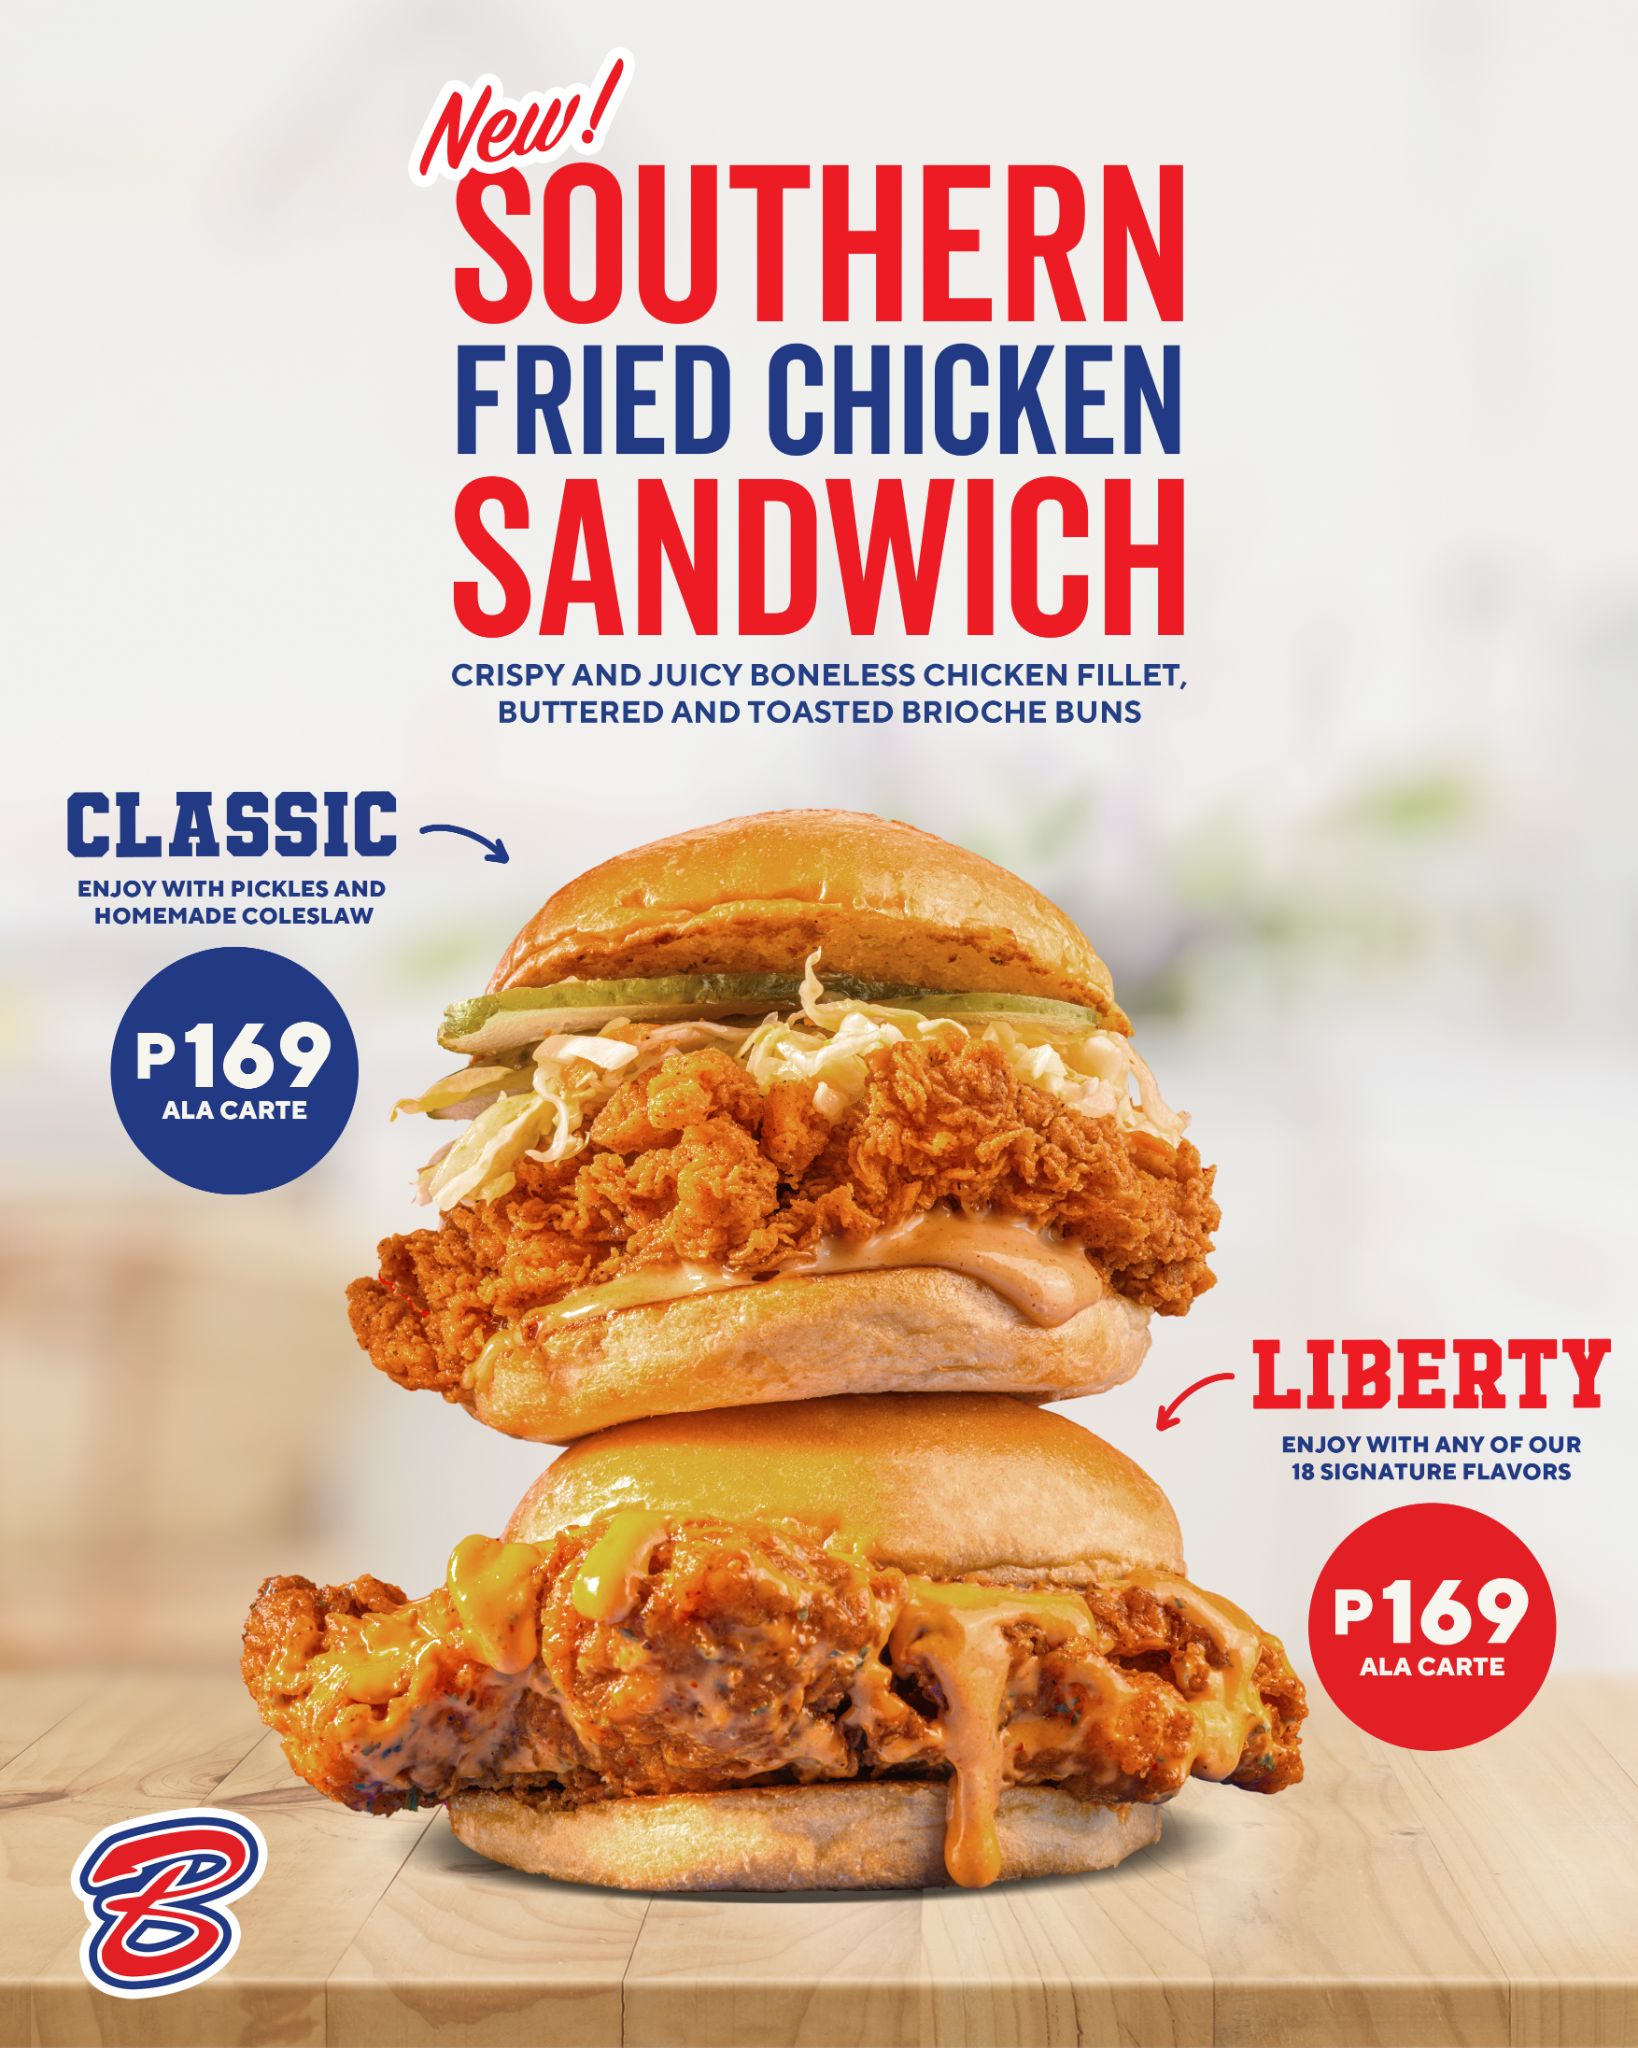 New!
SOUTHERN
FRIED CHICKEN
SANDWICH
CRISPY AND JUICY BONELESS CHICKEN FILLET,
BUTTERED AND TOASTED BRIOCHE BUNS
CLASSIC
ENJOY WITH PICKLES AND
HOMEMADE COLESLAW
P169
ALA CARTE
LIBERTY
ENJOY WITH ANY OF OUR
18 SIGNATURE FLAVORS
P169
ALA CARTE
B